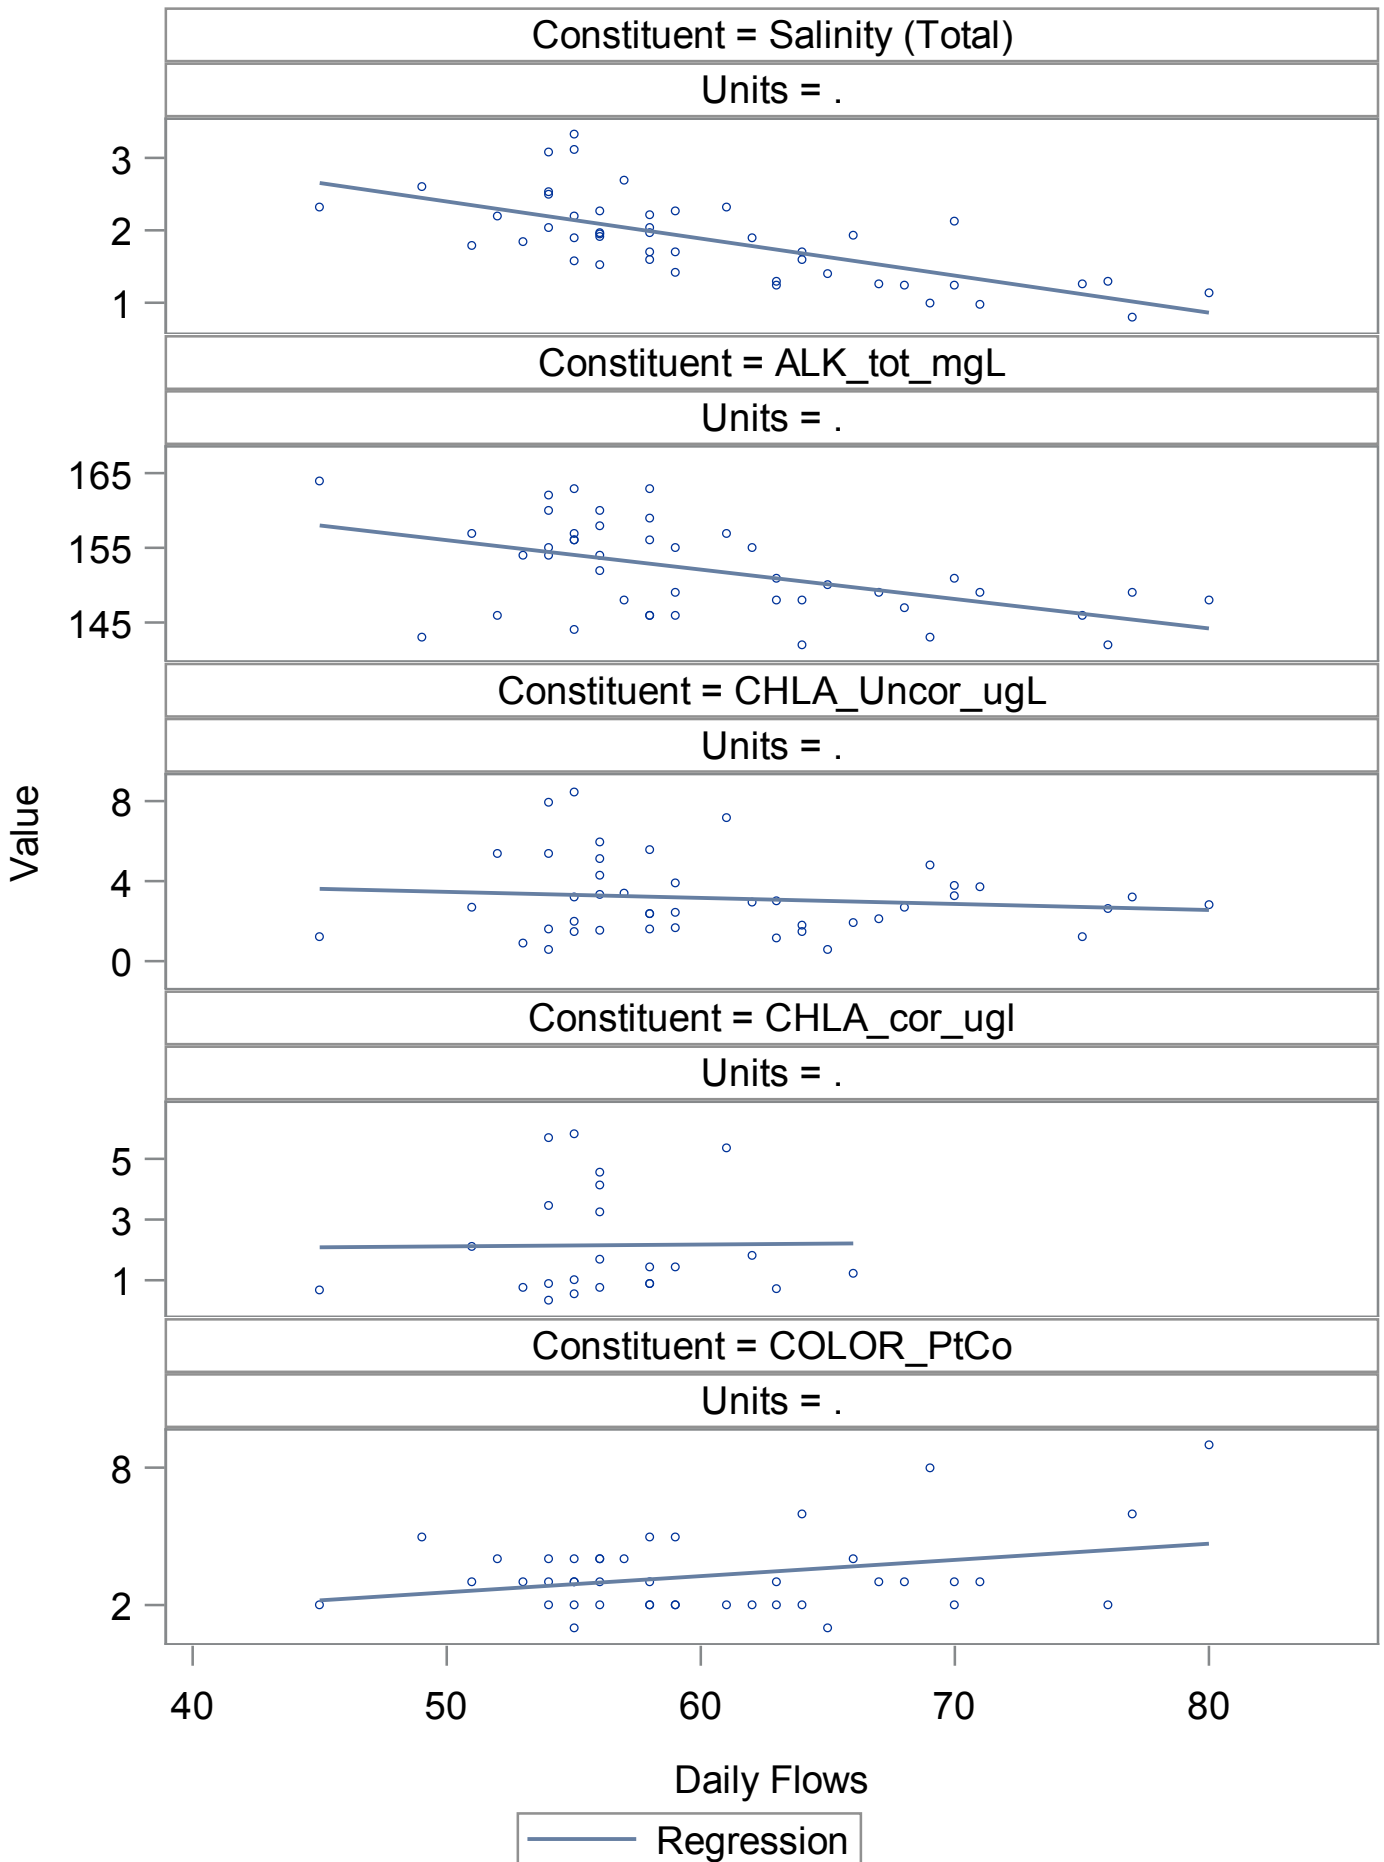 Constituent = Salinity (Total)
Units = .
3
2
1
Constituent = ALK_tot_mgL
Units = .
165
155
145
Constituent = CHLA_Uncor_ugL
Units = .
8
4
0
Value
Constituent = CHLA_cor_ugl
Units = .
5
3
1
Constituent = COLOR_PtCo
Units = .
8
2
40 50 60 70 80
Daily Flows
Regression